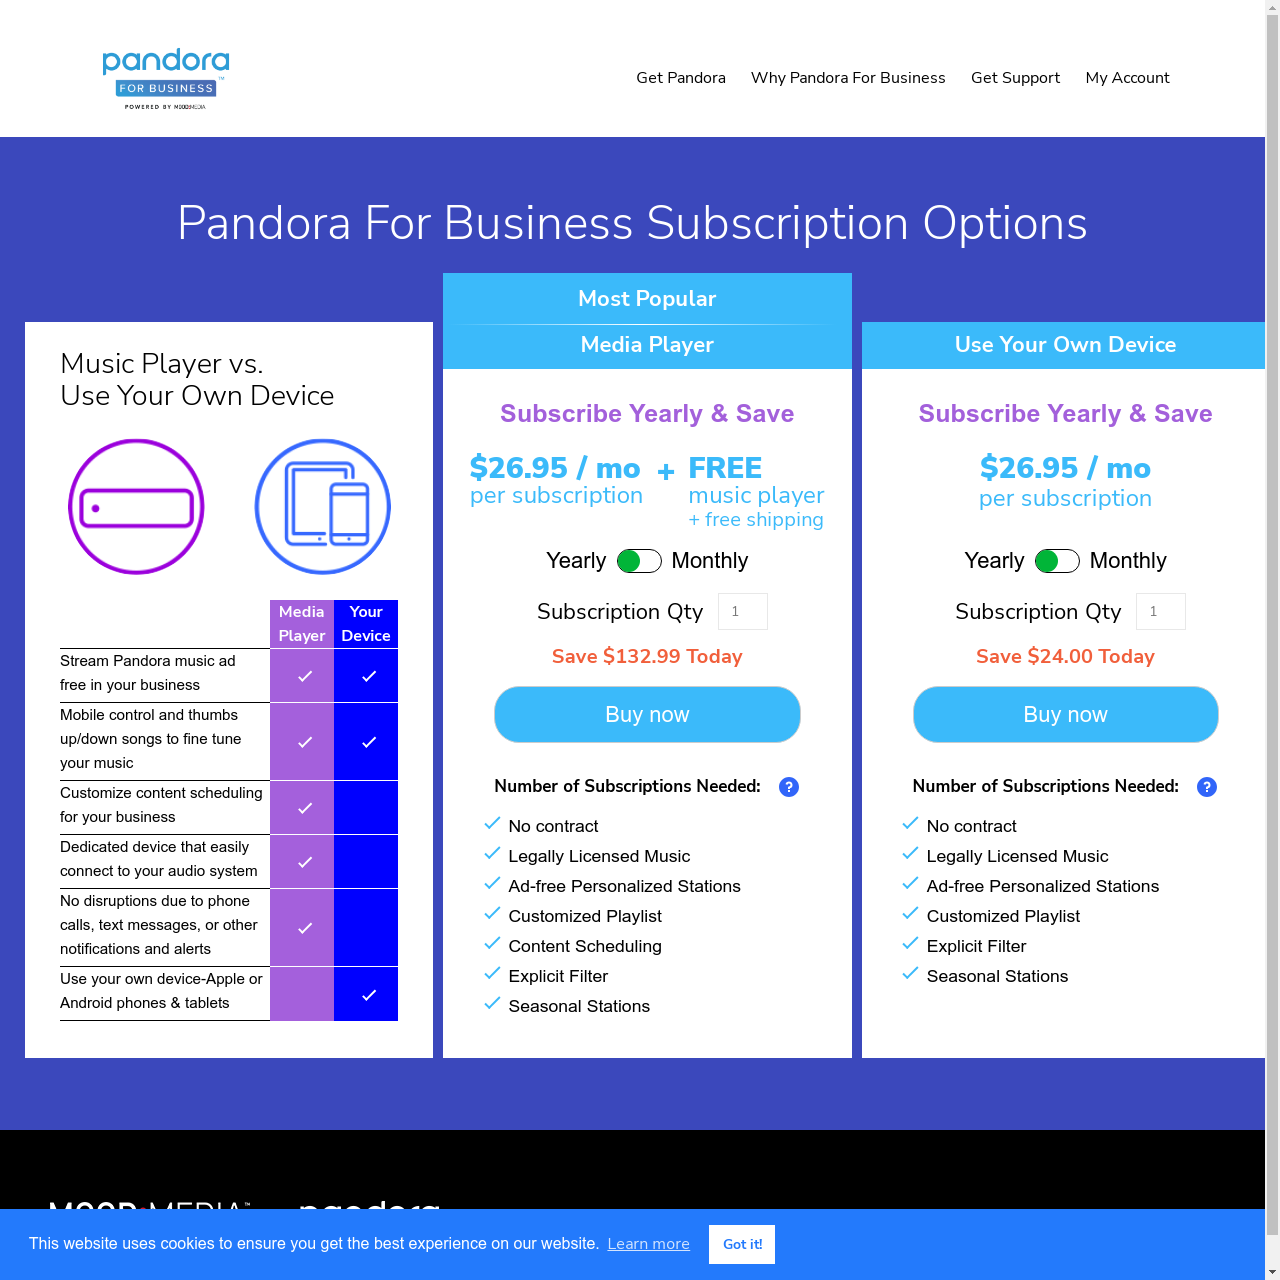 pandora
FOR BUSINESS
POWERED BY MOOD:MEDIA
Get Pandora
Why Pandora For Business
Get Support
My Account
Pandora For Business Subscription Options
Music Player vs.
Use Your Own Device
Media
Player
Your
Device
Stream Pandora music ad
free in your business
Mobile control and thumbs
up/down songs to fine tune
your music
Customize content scheduling
for your business
Dedicated device that easily
connect to your audio system
No disruptions due to phone
calls, text messages, or other
notifications and alerts
Use your own device-Apple or
Android phones & tablets
Most Popular
Media Player
Subscribe Yearly & Save
$26.95 / mo
per subscription
+
FREE
music player
+ free shipping
Yearly
Monthly
Subscription Qty
1
Save $132.99 Today
Buy now
Number of Subscriptions Needed:
?
No contract
Legally Licensed Music
Ad-free Personalized Stations
Customized Playlist
Content Scheduling
Explicit Filter
Seasonal Stations
Use Your Own Device
Subscribe Yearly & Save
$26.95 / mo
per subscription
Yearly
Monthly
Subscription Qty
1
Save $24.00 Today
Buy now
Number of Subscriptions Needed:
?
No contract
Legally Licensed Music
Ad-free Personalized Stations
Customized Playlist
Explicit Filter
Seasonal Stations
MOOD:MEDIA
pandora
This website uses cookies to ensure you get the best experience on our website. Learn more
Got it!